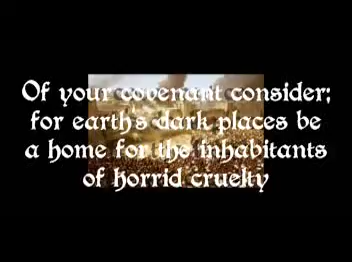 Of your covenant consider;
for earth's dark places be
a home for the inhabitants
of horrid cruelty